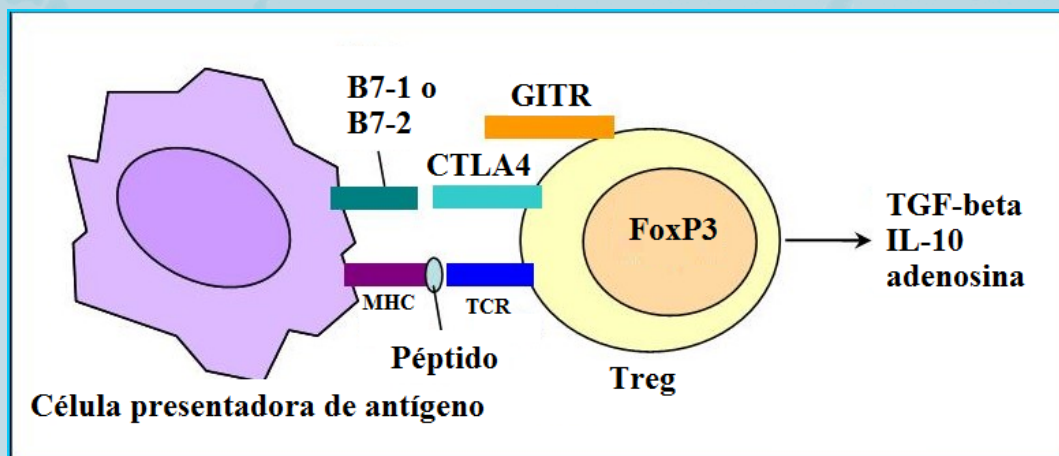 B7-1 o
B7-2
GITR
CTLA4
FoxP3
TGF-beta
IL-10
adenosina
MHC
TCR
Péptido
Treg
Célula presentadora de antígeno